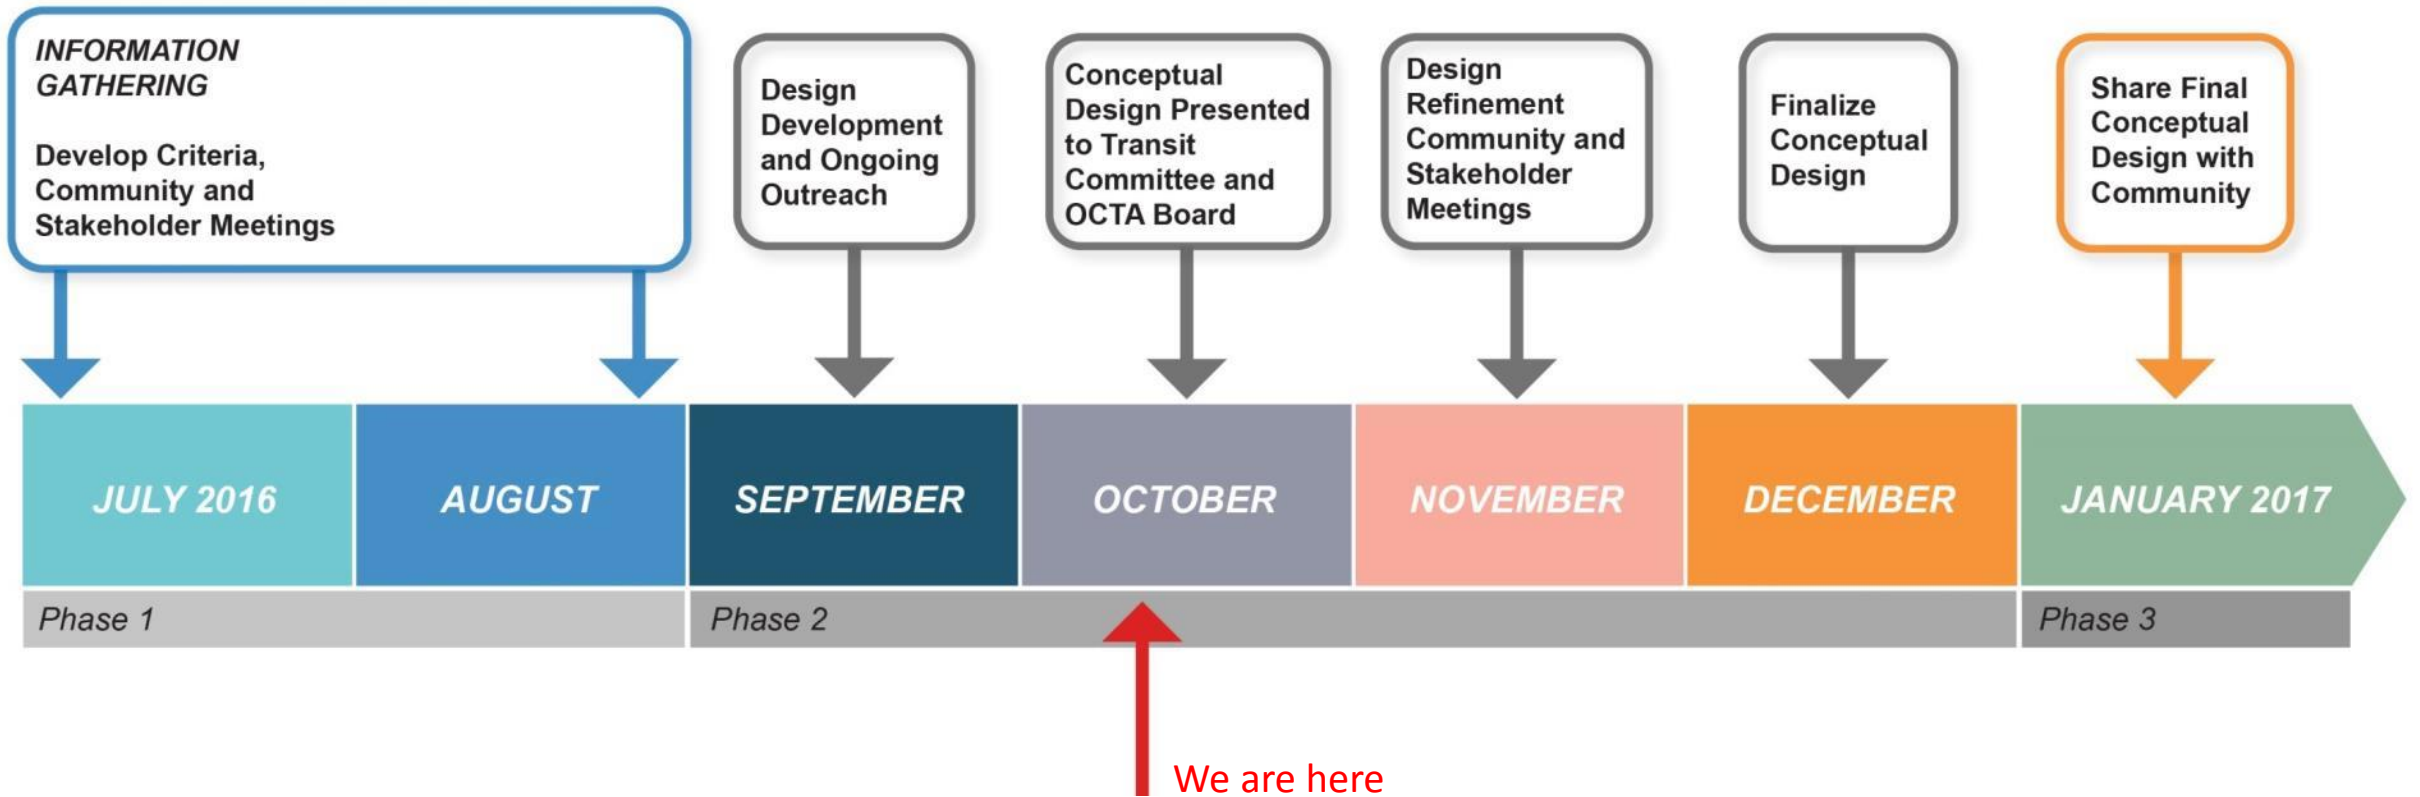 INFORMATION
GATHERING
Develop Criteria,
Community and
Stakeholder Meetings
Design
Development
and Ongoing
Outreach
Conceptual
Design Presented
to Transit
Committee and
OCTA Board
Design
Refinement
Community and
Stakeholder
Meetings
Finalize
Conceptual
Design
Share Final
Conceptual
Design with
Community
JULY 2016
AUGUST
SEPTEMBER
OCTOBER
NOVEMBER
DECEMBER
JANUARY 2017
Phase 1
Phase 2
Phase 3
We are here